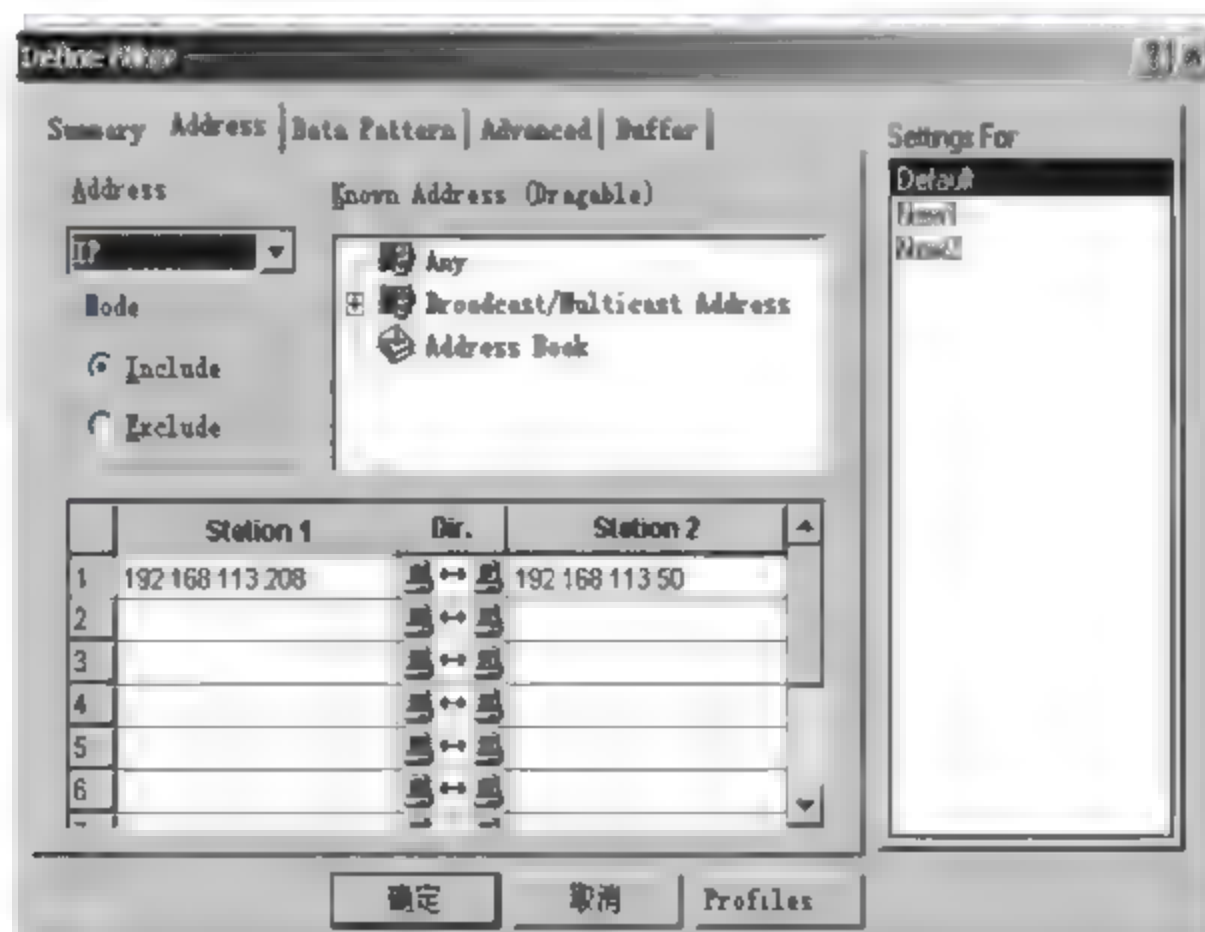 Define Filter
Summary Address Data Pattern Advanced Buffer
Settings For
Address
Known Address (Dragable)
IP
Any
Broadcast/Multicast Address
Address Book
Mode
Include
Exclude
Default
Station 1 Dir. Station 2
1 192 168 113 208 192 168 113 50
2
3
4
5
6
确定 取消 Profiles